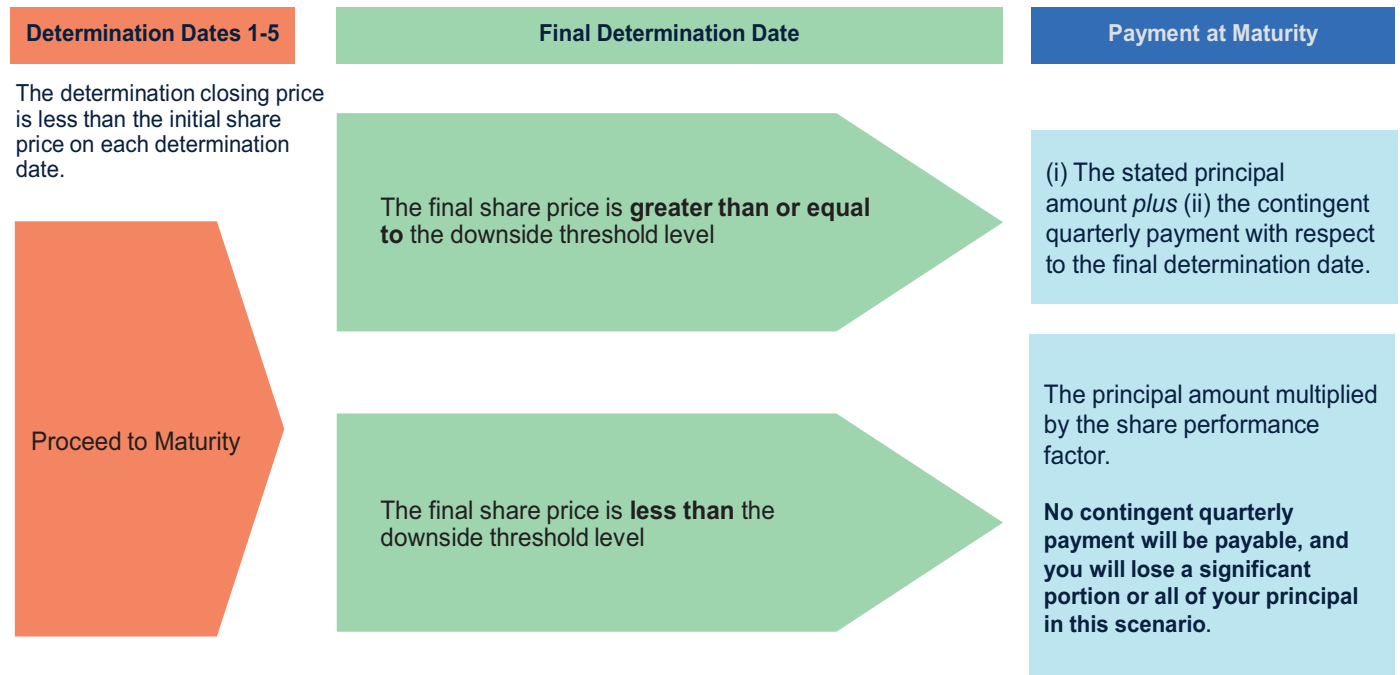 Determination Dates 1-5
Final Determination Date
Payment at Maturity
The determination closing price
is less than the initial share
price on each determination
date.
Proceed to Maturity
The final share price is greater than or equal
to the downside threshold level
(i) The stated principal
amount plus (ii) the contingent
quarterly payment with respect
to the final determination date.
The final share price is less than the
downside threshold level
The principal amount multiplied
by the share performance
factor.
No contingent quarterly
payment will be payable, and
you will lose a significant
portion or all of your principal
in this scenario.